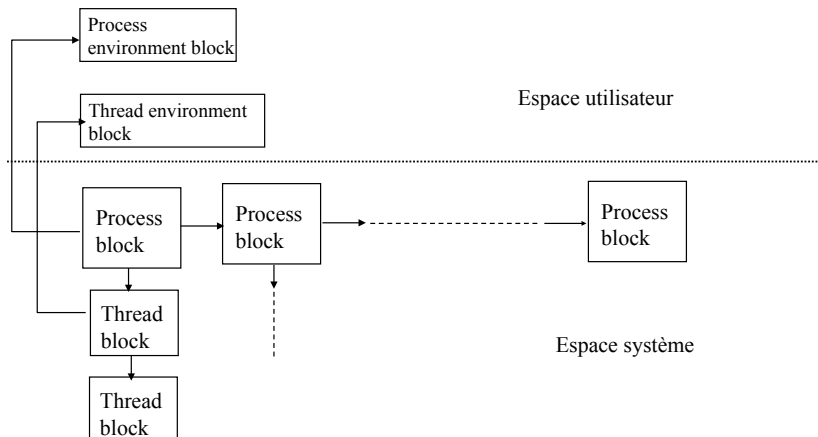 Process
environment block
Thread environment
block
Espace utilisateur
Process
block
Process
block
Process
block
Thread
block
Espace système
Thread
block